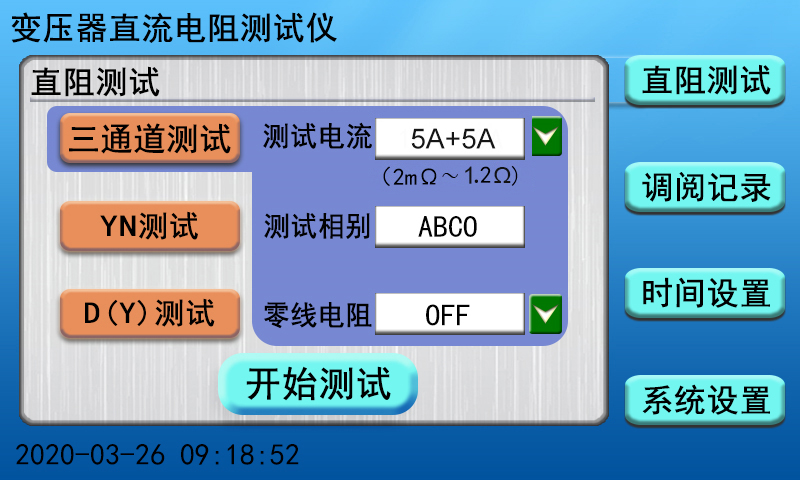 变压器直流电阻测试仪
直阻测试
直阻测试
三通道测试
测试电流
5A+5A
(2mΩ～1.2Ω)
调阅记录
YN测试
测试相别
ABCO
时间设置
D(Y)测试
零线电阻
OFF
开始测试
系统设置
2020-03-26 09:18:52